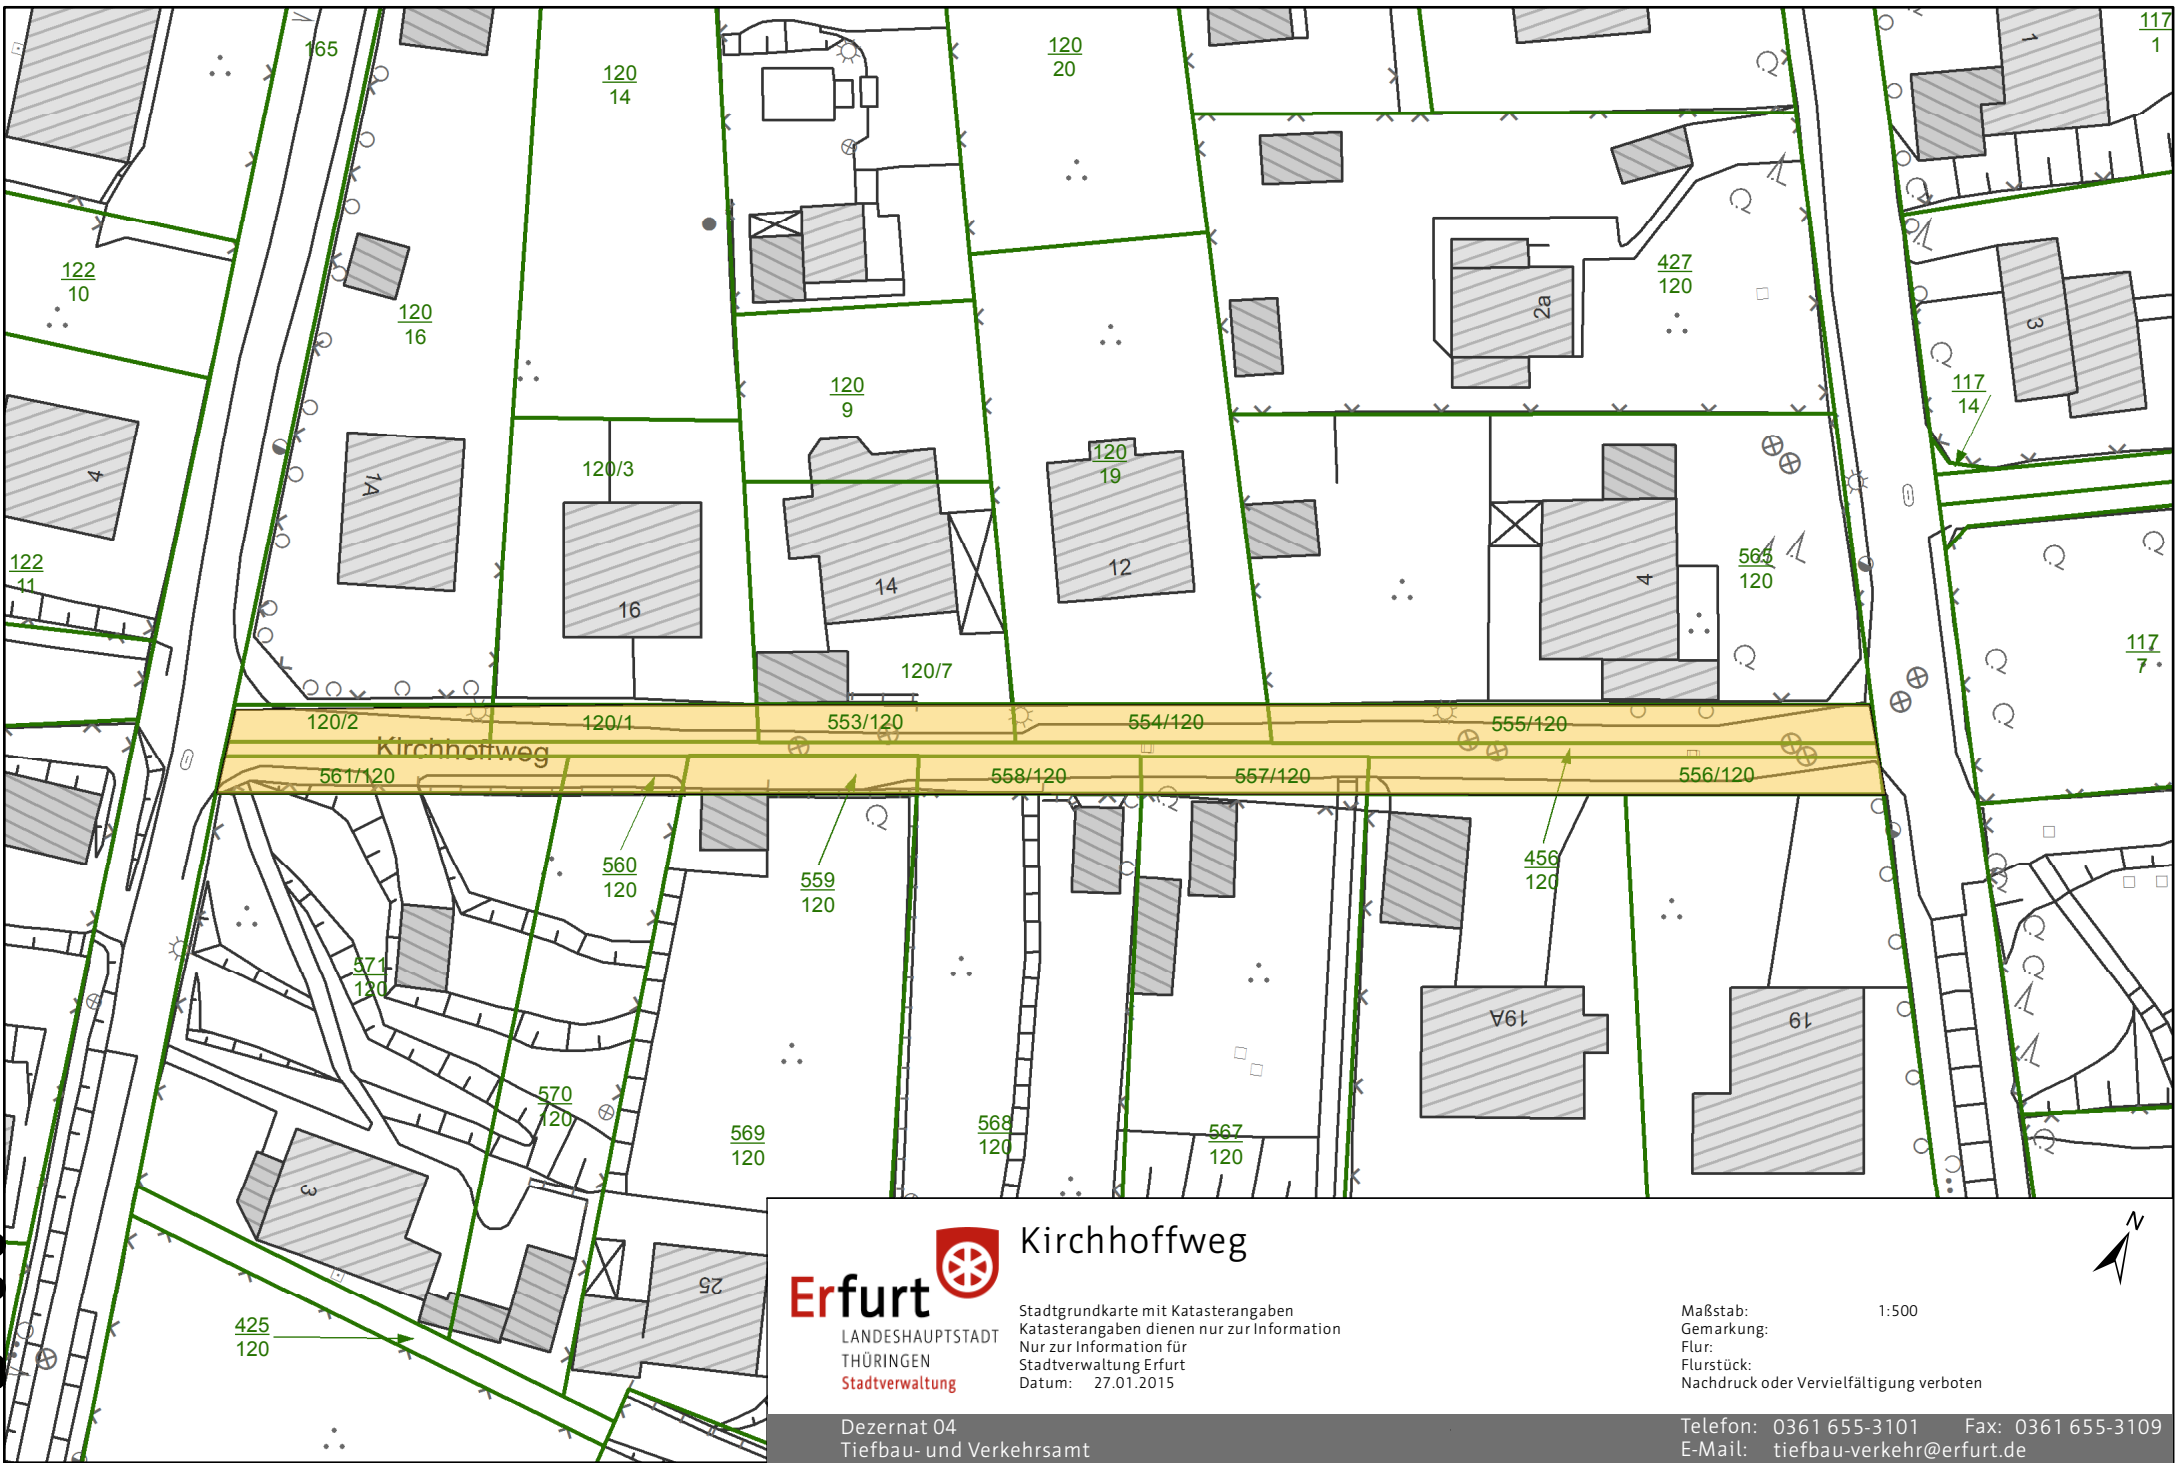 165
120
14
120
20
117
1
1
122
10
120
16
427
120
2a
3
120
9
117
14
4
1A
120/3
120
19
122
11
16
14
12
4
565
120
120/7
117
7
120/2
120/1
553/120
554/120
555/120
Kirchhoffweg
561/120
558/120
557/120
556/120
560
120
559
120
456
120
571
120
19A
19
570
120
569
120
568
120
567
120
3
25
425
120
Kirchhoffweg
N
Erfurt
LANDESHAUPTSTADT
THÜRINGEN
Stadtverwaltung
Stadtgrundkarte mit Katasterangaben
Katasterangaben dienen nur zur Information
Nur zur Information für
Stadtverwaltung Erfurt
Datum: 27.01.2015
Maßstab: 1:500
Gemarkung:
Flur:
Flurstück:
Nachdruck oder Vervielfältigung verboten
Dezernat 04
Tiefbau- und Verkehrsamt
Telefon: 0361 655-3101 Fax: 0361 655-3109
E-Mail: tiefbau-verkehr@erfurt.de